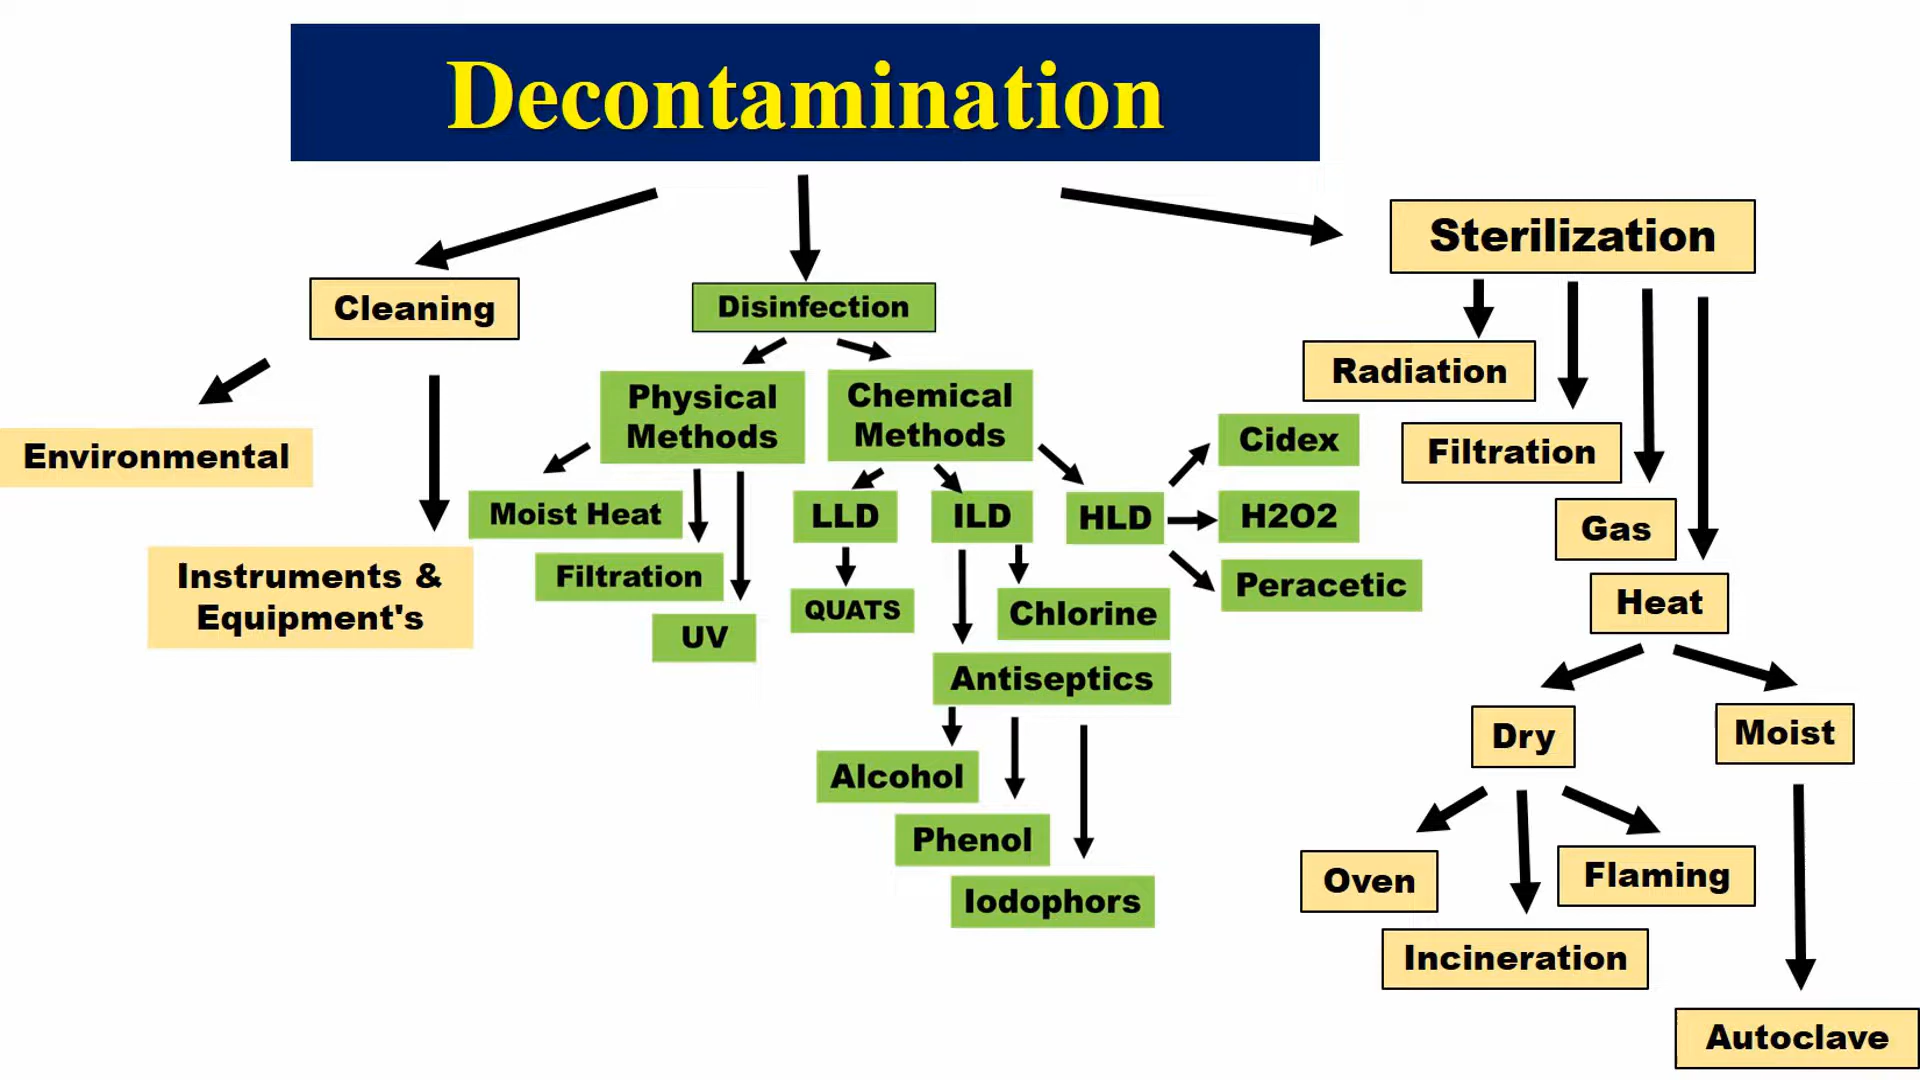 Decontamination
Sterilization
Cleaning
Disinfection
Radiation
Physical
Methods
Chemical
Methods
Cidex
Filtration
Environmental
Moist Heat
LLD
ILD
HLD
H2O2
Gas
Instruments &
Equipment's
Filtration
QUATS
Chlorine
Peracetic
Heat
UV
Antiseptics
Dry
Moist
Alcohol
Phenol
Oven
Flaming
Iodophors
Incineration
Autoclave